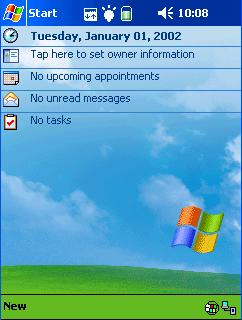 Start 10:08
Tuesday, January 01, 2002
Tap here to set owner information
No upcoming appointments
No unread messages
No tasks
New